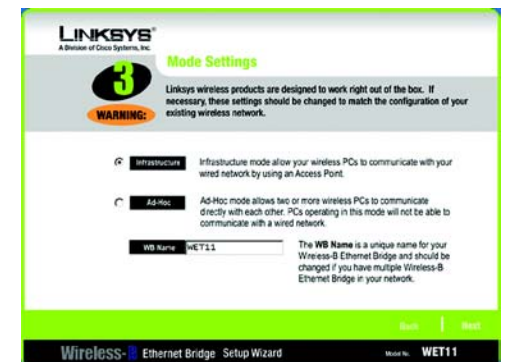 LINKSYS®
A Division of Cisco Systems, Inc.
3
Mode Settings
WARNING:
Linksys wireless products are designed to work right out of the box. If
necessary, these settings should be changed to match the configuration of your
existing wireless network.
Infrastructure
Infrastructure mode allow your wireless PCs to communicate with your
wired network by using an Access Point.
Ad-Hoc
Ad-Hoc mode allows two or more wireless PCs to communicate
directly with each other. PCs operating in this mode will not be able to
communicate with a wired network.
WB Name
WET11
The WB Name is a unique name for your
Wireless-B Ethernet Bridge and should be
changed if you have multiple Wireless-B
Ethernet Bridge in your network.
Back | Next
Wireless-B Ethernet Bridge Setup Wizard
Model No. WET11